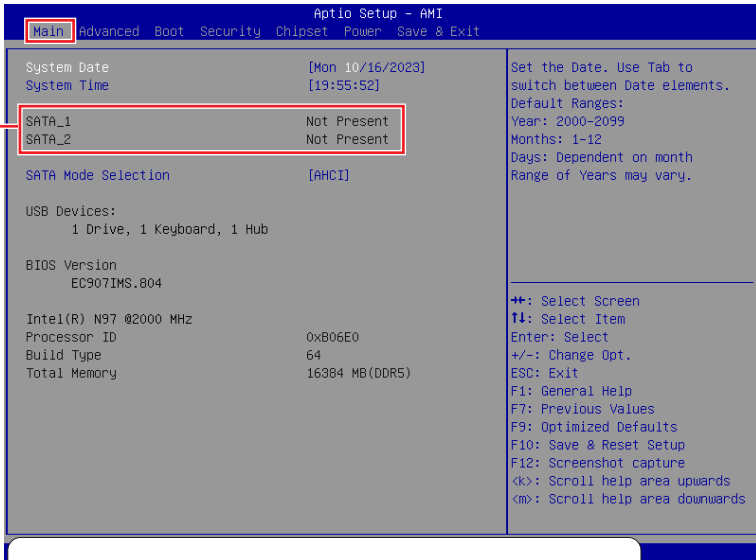 Aptio Setup – AMI
Main Advanced Boot Security Chipset Power Save & Exit
System Date [Mon 10/16/2023]
System Time [19:55:52]
SATA_1 Not Present
SATA_2 Not Present
SATA Mode Selection [AHCI]
USB Devices:
1 Drive, 1 Keyboard, 1 Hub
BIOS Version
EC907IMS.804
Intel(R) N97 @2000 MHz
Processor ID 0xB06E0
Build Type 64
Total Memory 16384 MB(DDR5)
Set the Date. Use Tab to
switch between Date elements.
Default Ranges:
Year: 2000-2099
Months: 1-12
Days: Dependent on month
Range of Years may vary.
→←: Select Screen
↑↓: Select Item
Enter: Select
+/-: Change Opt.
ESC: Exit
F1: General Help
F7: Previous Values
F9: Optimized Defaults
F10: Save & Reset Setup
F12: Screenshot capture
<k>: Scroll help area upwards
<m>: Scroll help area downwards